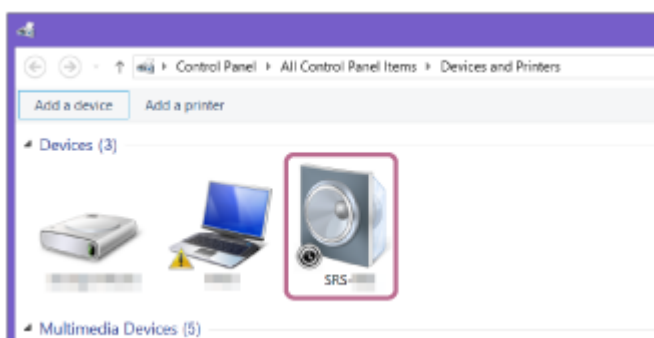 Control Panel All Control Panel Items Devices and Printers
Add a device Add a printer
Devices (3)
SRS-
Multimedia Devices (5)